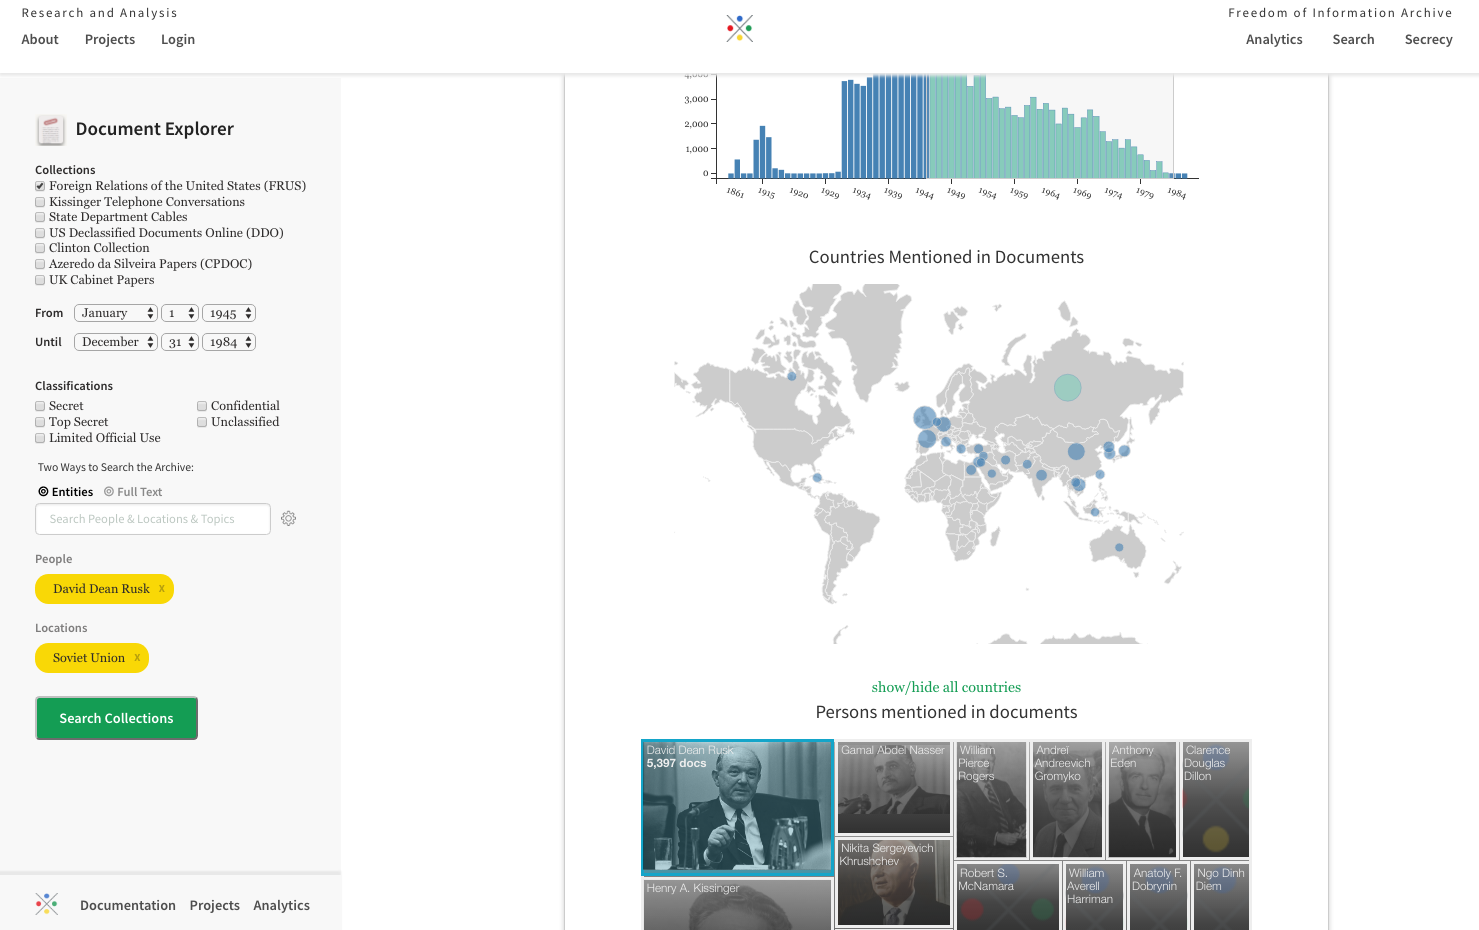 Research and Analysis
About Projects Login
Freedom of Information Archive
Analytics Search Secrecy
Document Explorer
Collections
Foreign Relations of the United States (FRUS)
Kissinger Telephone Conversations
State Department Cables
US Declassified Documents Online (DDO)
Clinton Collection
Azeredo da Silveira Papers (CPDOC)
UK Cabinet Papers
From January 1 1945
Until December 31 1984
Classifications
Secret Confidential
Top Secret Unclassified
Limited Official Use
Two Ways to Search the Archive:
Entities Full Text
Search People & Locations & Topics
People
David Dean Rusk x
Locations
Soviet Union x
Search Collections
Documentation Projects Analytics
4,000
3,000
2,000
1,000
0
1861 1915 1920 1929 1934 1939 1944 1949 1954 1959 1964 1969 1974 1979 1984
Countries Mentioned in Documents
show/hide all countries
Persons mentioned in documents
David Dean Rusk
5,397 docs
Henry A. Kissinger
Gamal Abdel Nasser
Nikita Sergeyevich
Khrushchev
William
Pierce
Rogers
Andreï
Andreevich
Gromyko
Anthony
Eden
Clarence
Douglas
Dillon
Robert S.
McNamara
William
Averell
Harriman
Anatoly F.
Dobrynin
Ngo Dinh
Diem